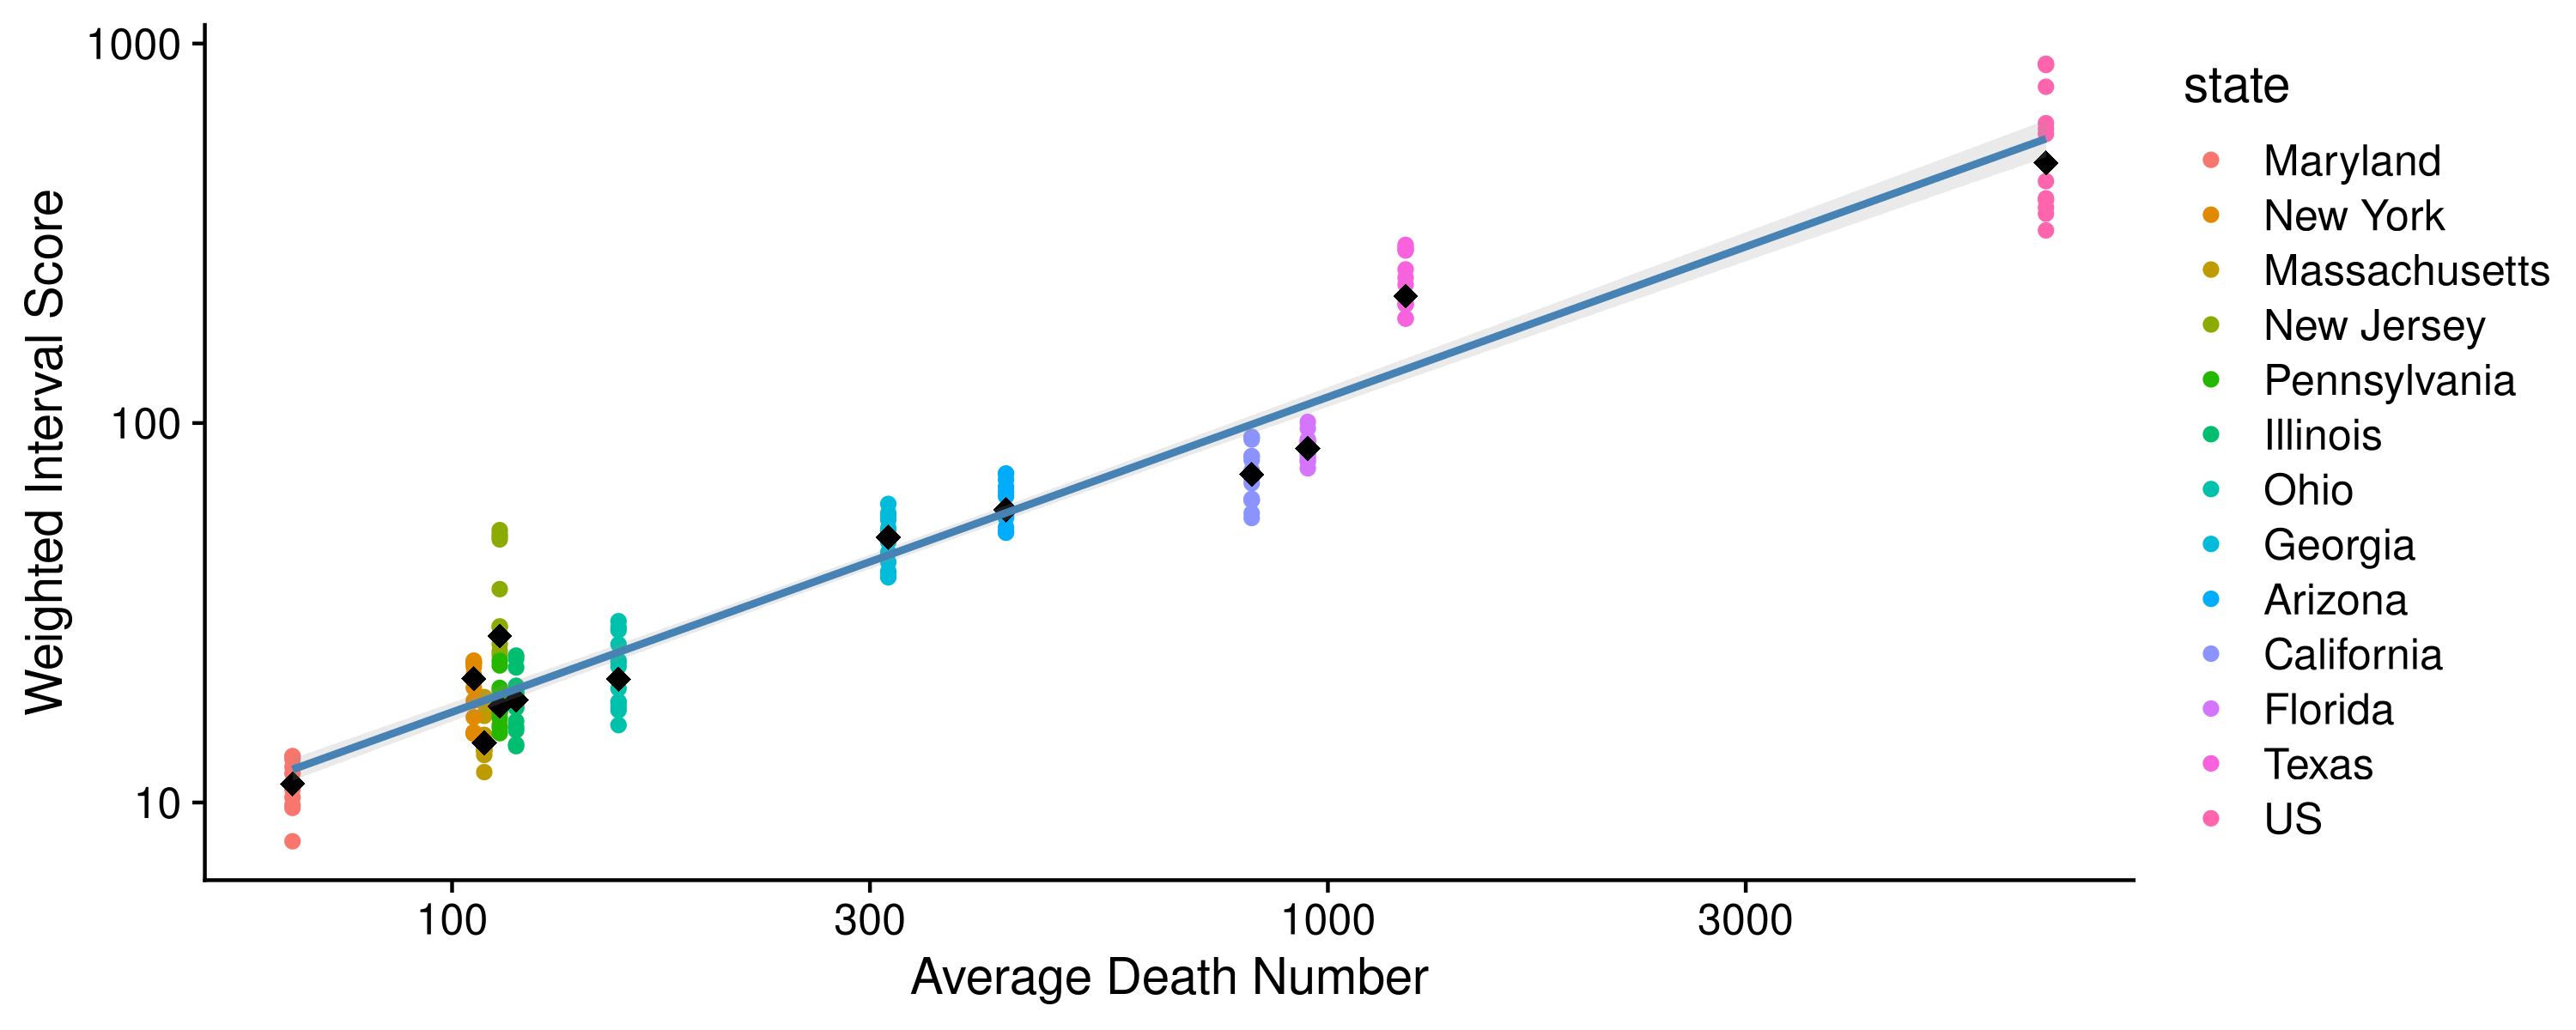 1000
100
10
Weighted Interval Score
100
300
1000
3000
Average Death Number
state
Maryland
New York
Massachusetts
New Jersey
Pennsylvania
Illinois
Ohio
Georgia
Arizona
California
Florida
Texas
US